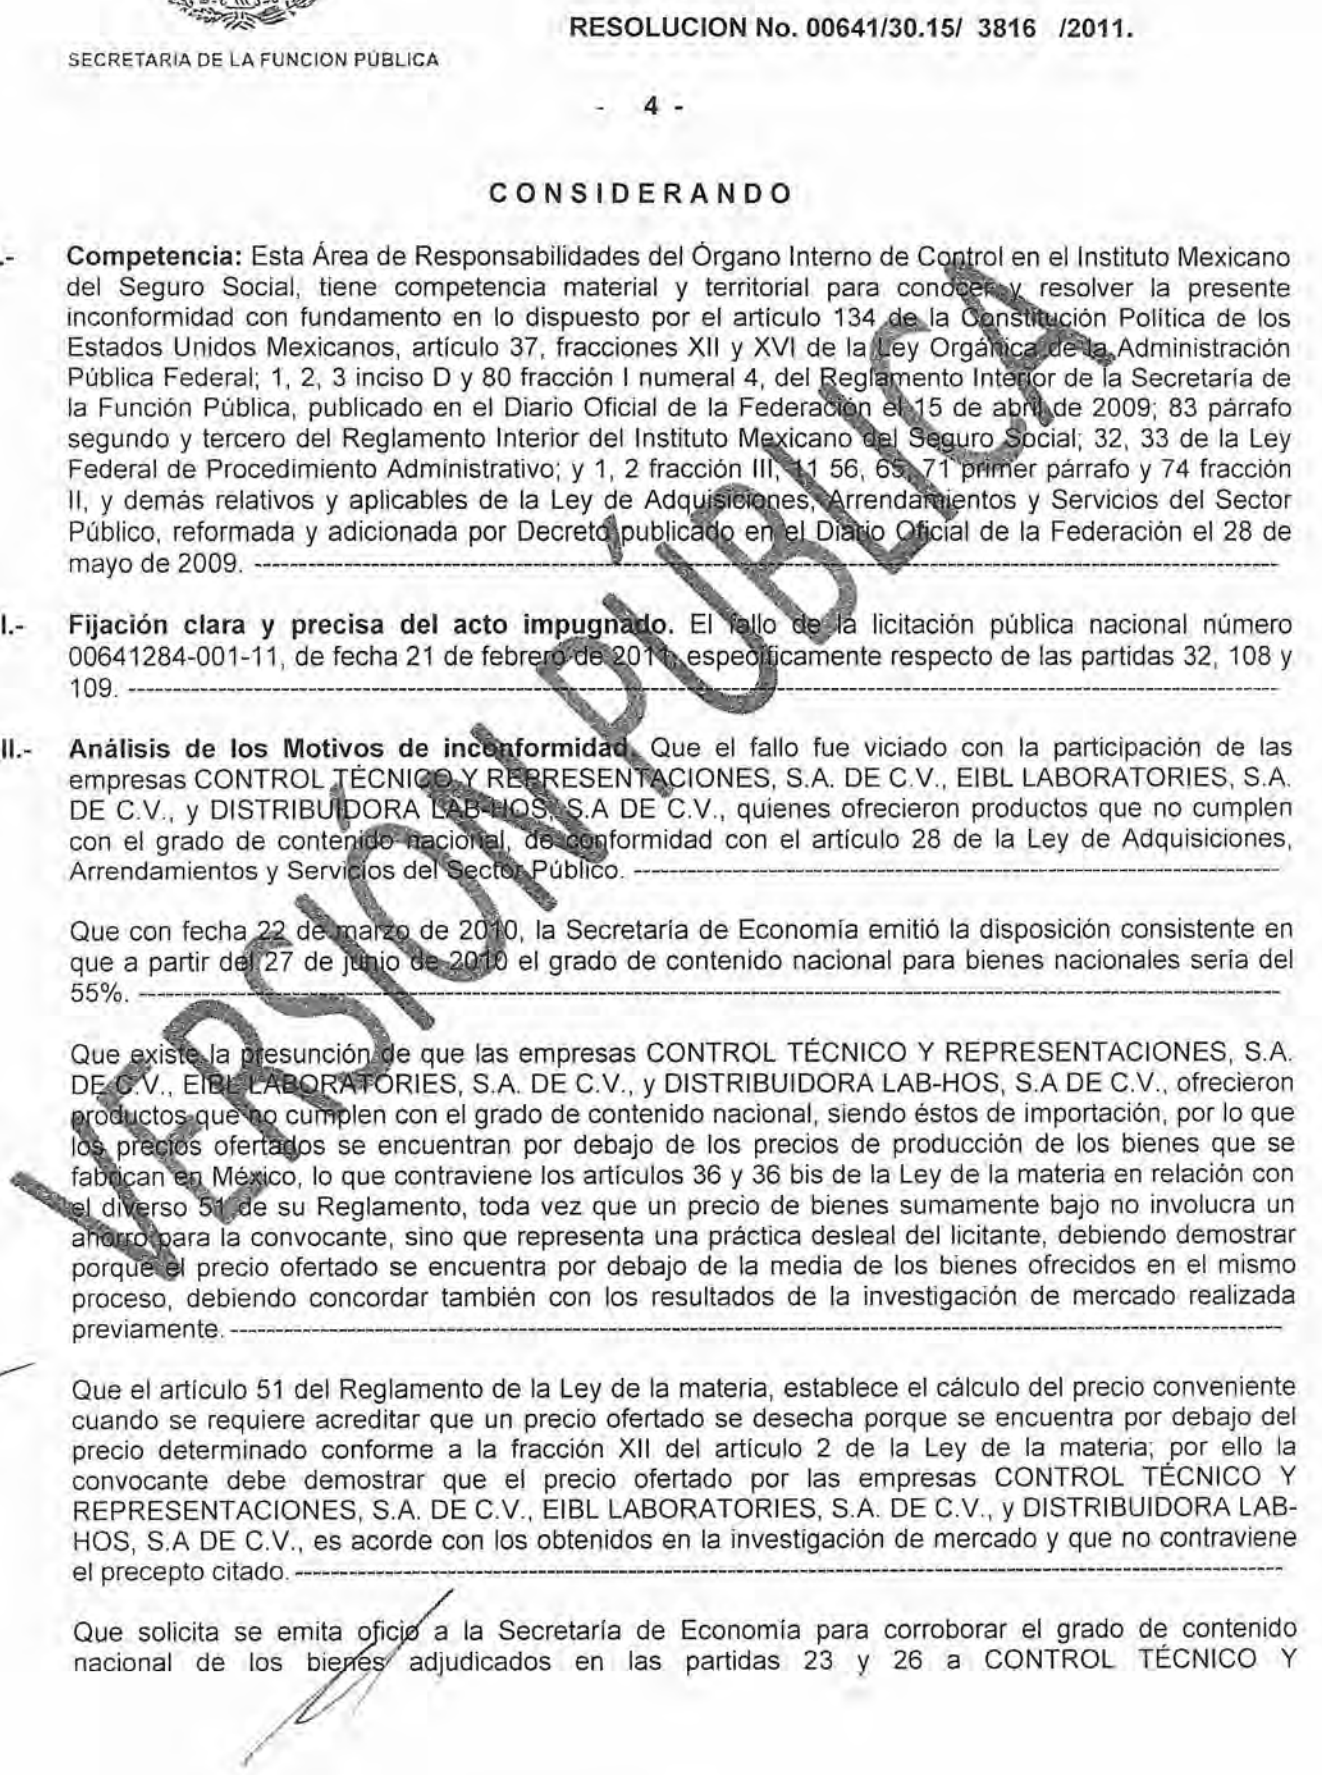 RESOLUCION No. 00641/30.15/ 3816 /2011.
SECRETARIA DE LA FUNCION PÚBLICA
- 4 -
CONSIDERANDO
.- Competencia: Esta Área de Responsabilidades del Órgano Interno de Control en el Instituto Mexicano
del Seguro Social, tiene competencia material y territorial para conocer y resolver la presente
inconformidad con fundamento en lo dispuesto por el artículo 134 de la Constitución Política de los
Estados Unidos Mexicanos, artículo 37, fracciones XII y XVI de la Ley Orgánica de la Administración
Pública Federal; 1, 2, 3 inciso D y 80 fracción I numeral 4, del Reglamento Interior de la Secretaría de
la Función Pública, publicado en el Diario Oficial de la Federación el 15 de abril de 2009; 83 párrafo
segundo y tercero del Reglamento Interior del Instituto Mexicano del Seguro Social; 32, 33 de la Ley
Federal de Procedimiento Administrativo; y 1, 2 fracción III, 11 56, 65, 71 primer párrafo y 74 fracción
II, y demás relativos y aplicables de la Ley de Adquisiciones, Arrendamientos y Servicios del Sector
Público, reformada y adicionada por Decreto publicado en el Diario Oficial de la Federación el 28 de
mayo de 2009. ---
I.- Fijación clara y precisa del acto impugnado. El fallo de la licitación pública nacional número
00641284-001-11, de fecha 21 de febrero de 2011, específicamente respecto de las partidas 32, 108 y
109. ---
II.- Análisis de los Motivos de inconformidad. Que el fallo fue viciado con la participación de las
empresas CONTROL TÉCNICO Y REPRESENTACIONES, S.A. DE C.V., EIBL LABORATORIES, S.A.
DE C.V., y DISTRIBUIDORA LAB-HOS, S.A DE C.V., quienes ofrecieron productos que no cumplen
con el grado de contenido nacional, de conformidad con el artículo 28 de la Ley de Adquisiciones,
Arrendamientos y Servicios del Sector Público. ---
Que con fecha 22 de marzo de 2010, la Secretaría de Economía emitió la disposición consistente en
que a partir del 27 de junio de 2010 el grado de contenido nacional para bienes nacionales seria del
55%. ---
Que existe la presunción de que las empresas CONTROL TÉCNICO Y REPRESENTACIONES, S.A.
DE C.V., EIBL LABORATORIES, S.A. DE C.V., y DISTRIBUIDORA LAB-HOS, S.A DE C.V., ofrecieron
productos que no cumplen con el grado de contenido nacional, siendo éstos de importación, por lo que
los precios ofertados se encuentran por debajo de los precios de producción de los bienes que se
fabrican en México, lo que contraviene los artículos 36 y 36 bis de la Ley de la materia en relación con
el diverso 51 de su Reglamento, toda vez que un precio de bienes sumamente bajo no involucra un
ahorro para la convocante, sino que representa una práctica desleal del licitante, debiendo demostrar
porque el precio ofertado se encuentra por debajo de la media de los bienes ofrecidos en el mismo
proceso, debiendo concordar también con los resultados de la investigación de mercado realizada
previamente. ---
Que el artículo 51 del Reglamento de la Ley de la materia, establece el cálculo del precio conveniente
cuando se requiere acreditar que un precio ofertado se desecha porque se encuentra por debajo del
precio determinado conforme a la fracción XII del artículo 2 de la Ley de la materia; por ello la
convocante debe demostrar que el precio ofertado por las empresas CONTROL TÉCNICO Y
REPRESENTACIONES, S.A. DE C.V., EIBL LABORATORIES, S.A. DE C.V., y DISTRIBUIDORA LAB-
HOS, S.A DE C.V., es acorde con los obtenidos en la investigación de mercado y que no contraviene
el precepto citado. ---
Que solicita se emita oficio a la Secretaría de Economía para corroborar el grado de contenido
nacional de los bienes adjudicados en las partidas 23 y 26 a CONTROL TÉCNICO Y
VERSIÓN PÚBLICA